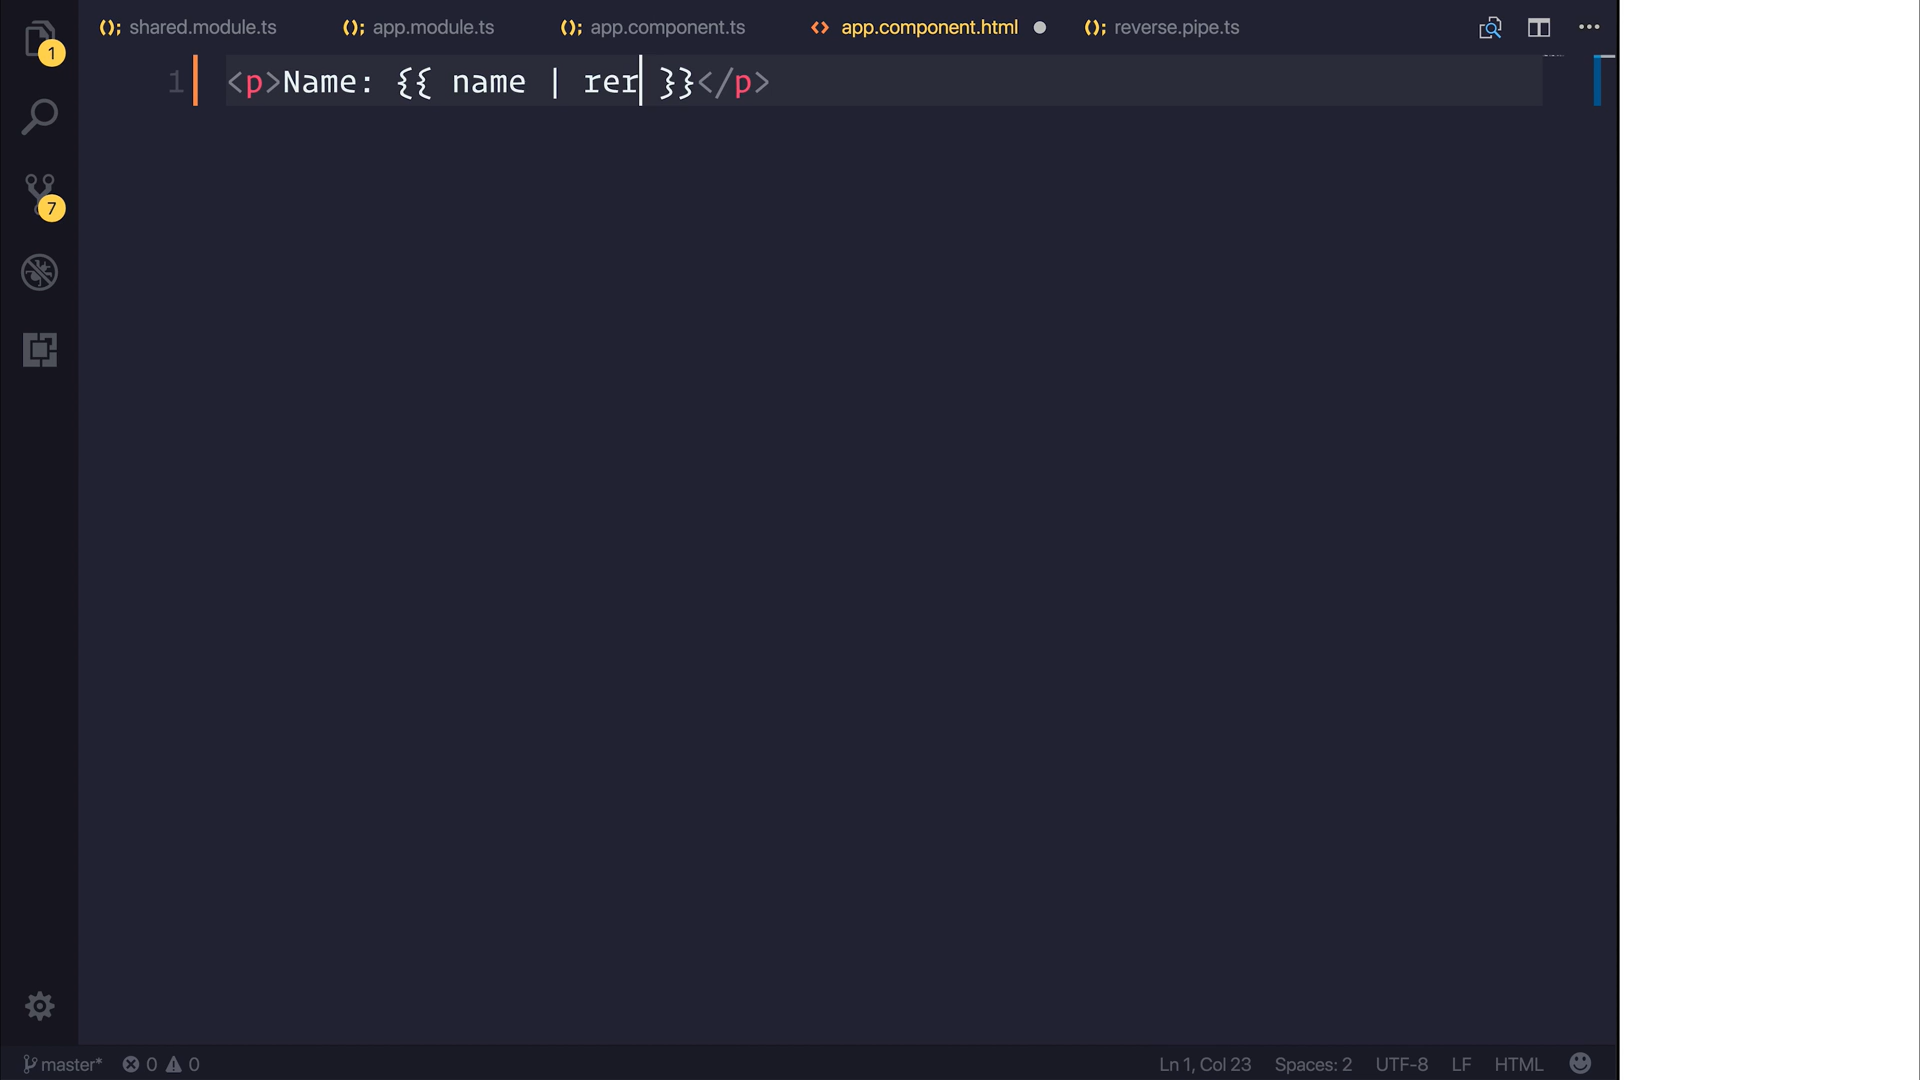 shared.module.ts
app.module.ts
app.component.ts
app.component.html
reverse.pipe.ts
1
1 <p>Name: {{ name | rer }}</p>
7
master* 0 0
Ln 1, Col 23 Spaces: 2 UTF-8 LF HTML